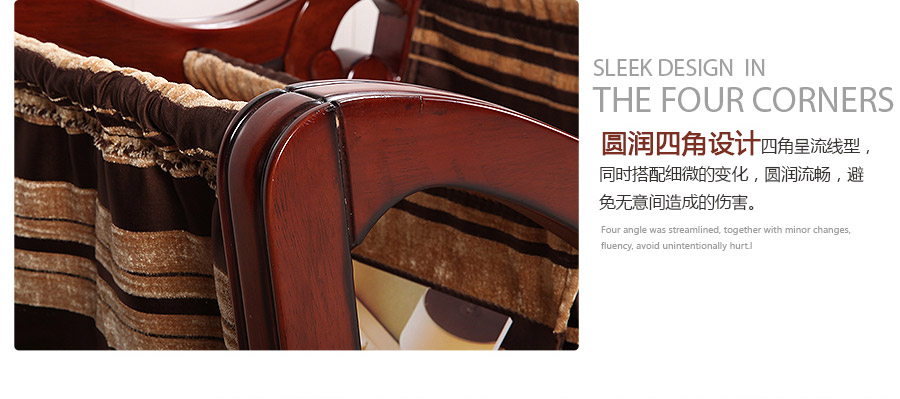 SLEEK DESIGN IN
THE FOUR CORNERS
圆润四角设计四角呈流线型，
同时搭配细微的变化，圆润流畅，避
免无意间造成的伤害。
Four angle was streamlined, together with minor changes,
fluency, avoid unintentionally hurt.l